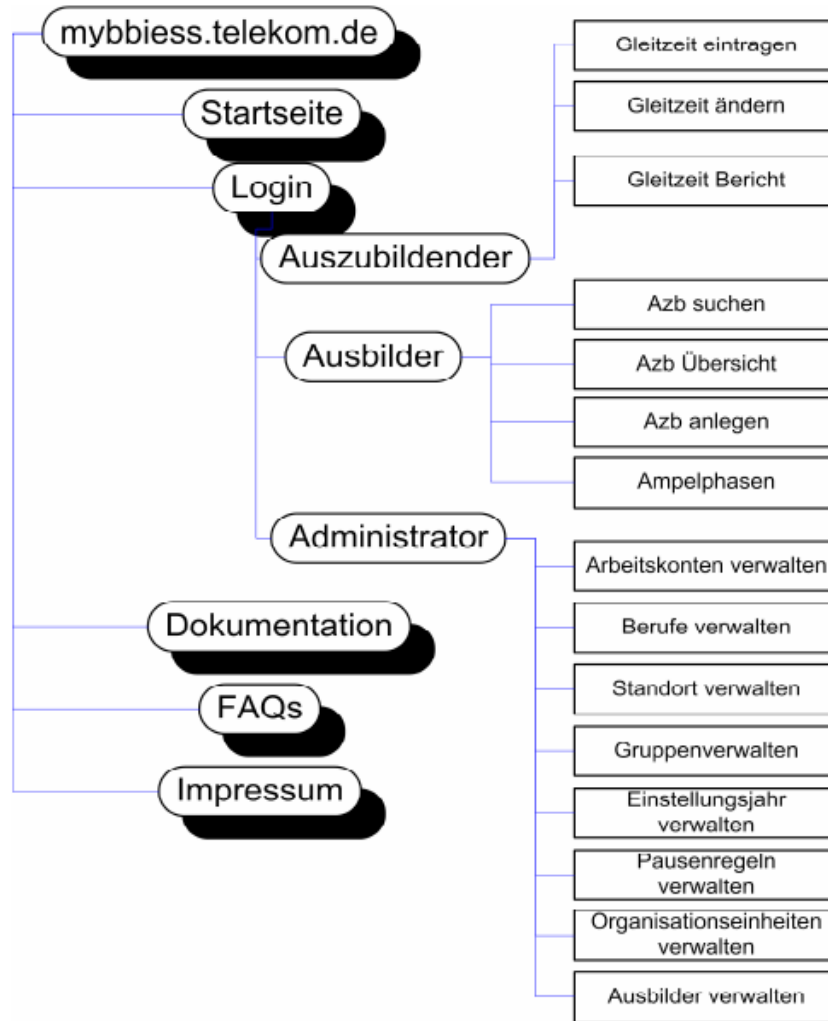 mybbiess.telekom.de
Startseite
Login
Auszubildender
Gleitzeit eintragen
Gleitzeit ändern
Gleitzeit Bericht
Ausbilder
Azb suchen
Azb Übersicht
Azb anlegen
Ampelphasen
Administrator
Arbeitskonten verwalten
Berufe verwalten
Standort verwalten
Gruppenverwalten
Einstellungsjahr
verwalten
Pausenregeln
verwalten
Organisationseinheiten
verwalten
Ausbilder verwalten
Dokumentation
FAQs
Impressum